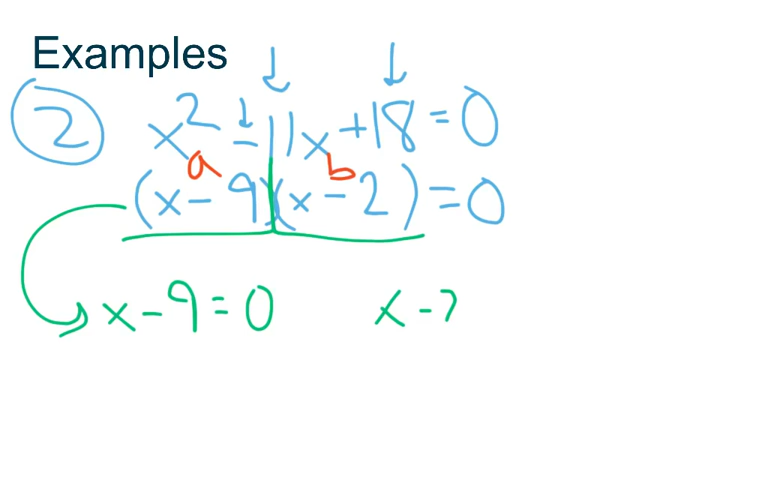 Examples
2 x² - 11x + 18 = 0
a b
(x - 9)(x - 2) = 0
x - 9 = 0 x -